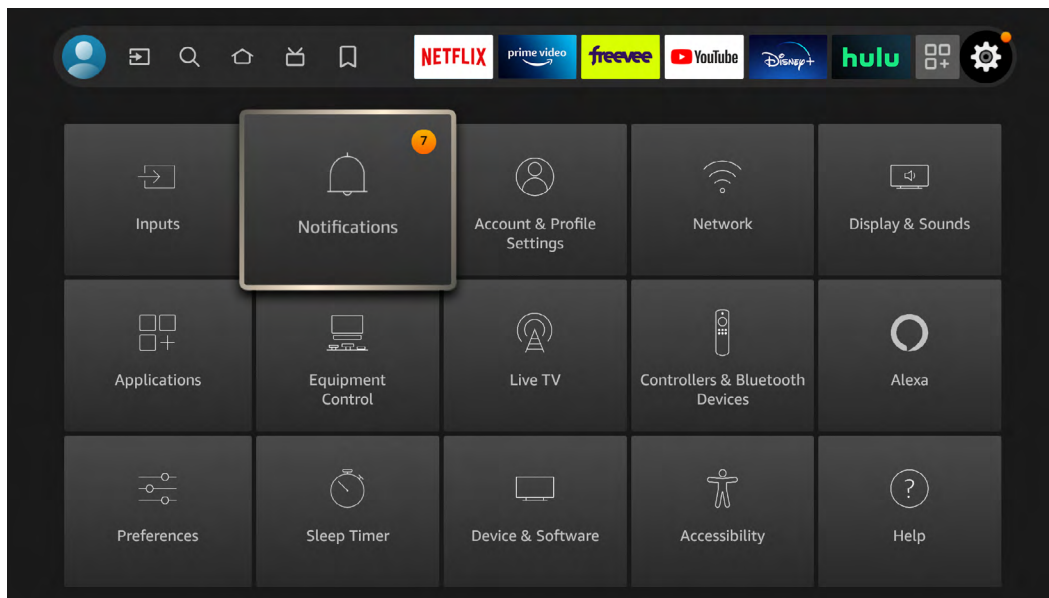 NETFLIX
prime video
freevee
YouTube
Disney+
hulu
7
Inputs
Notifications
Account & Profile
Settings
Network
Display & Sounds
Applications
Equipment
Control
Live TV
Controllers & Bluetooth
Devices
Alexa
Preferences
Sleep Timer
Device & Software
Accessibility
?
Help